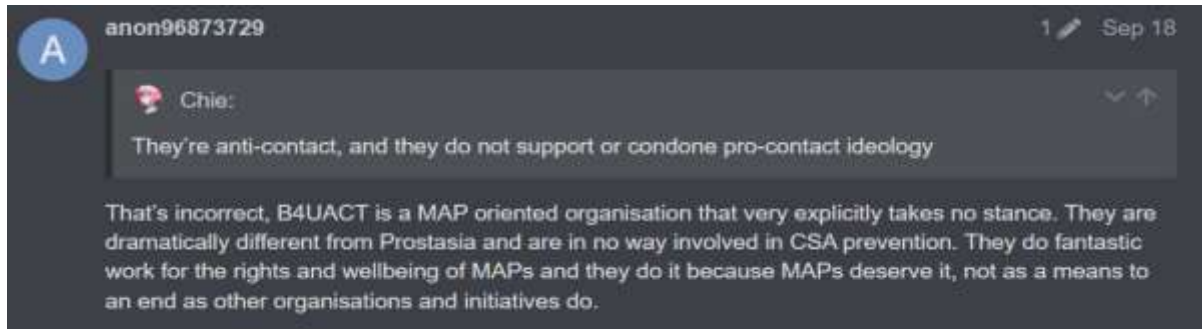 A
anon96873729
1 Sep 18
Chie:
They're anti-contact, and they do not support or condone pro-contact ideology
That's incorrect, B4UACT is a MAP oriented organisation that very explicitly takes no stance. They are
dramatically different from Prostasia and are in no way involved in CSA prevention. They do fantastic
work for the rights and wellbeing of MAPs and they do it because MAPs deserve it, not as a means to
an end as other organisations and initiatives do.